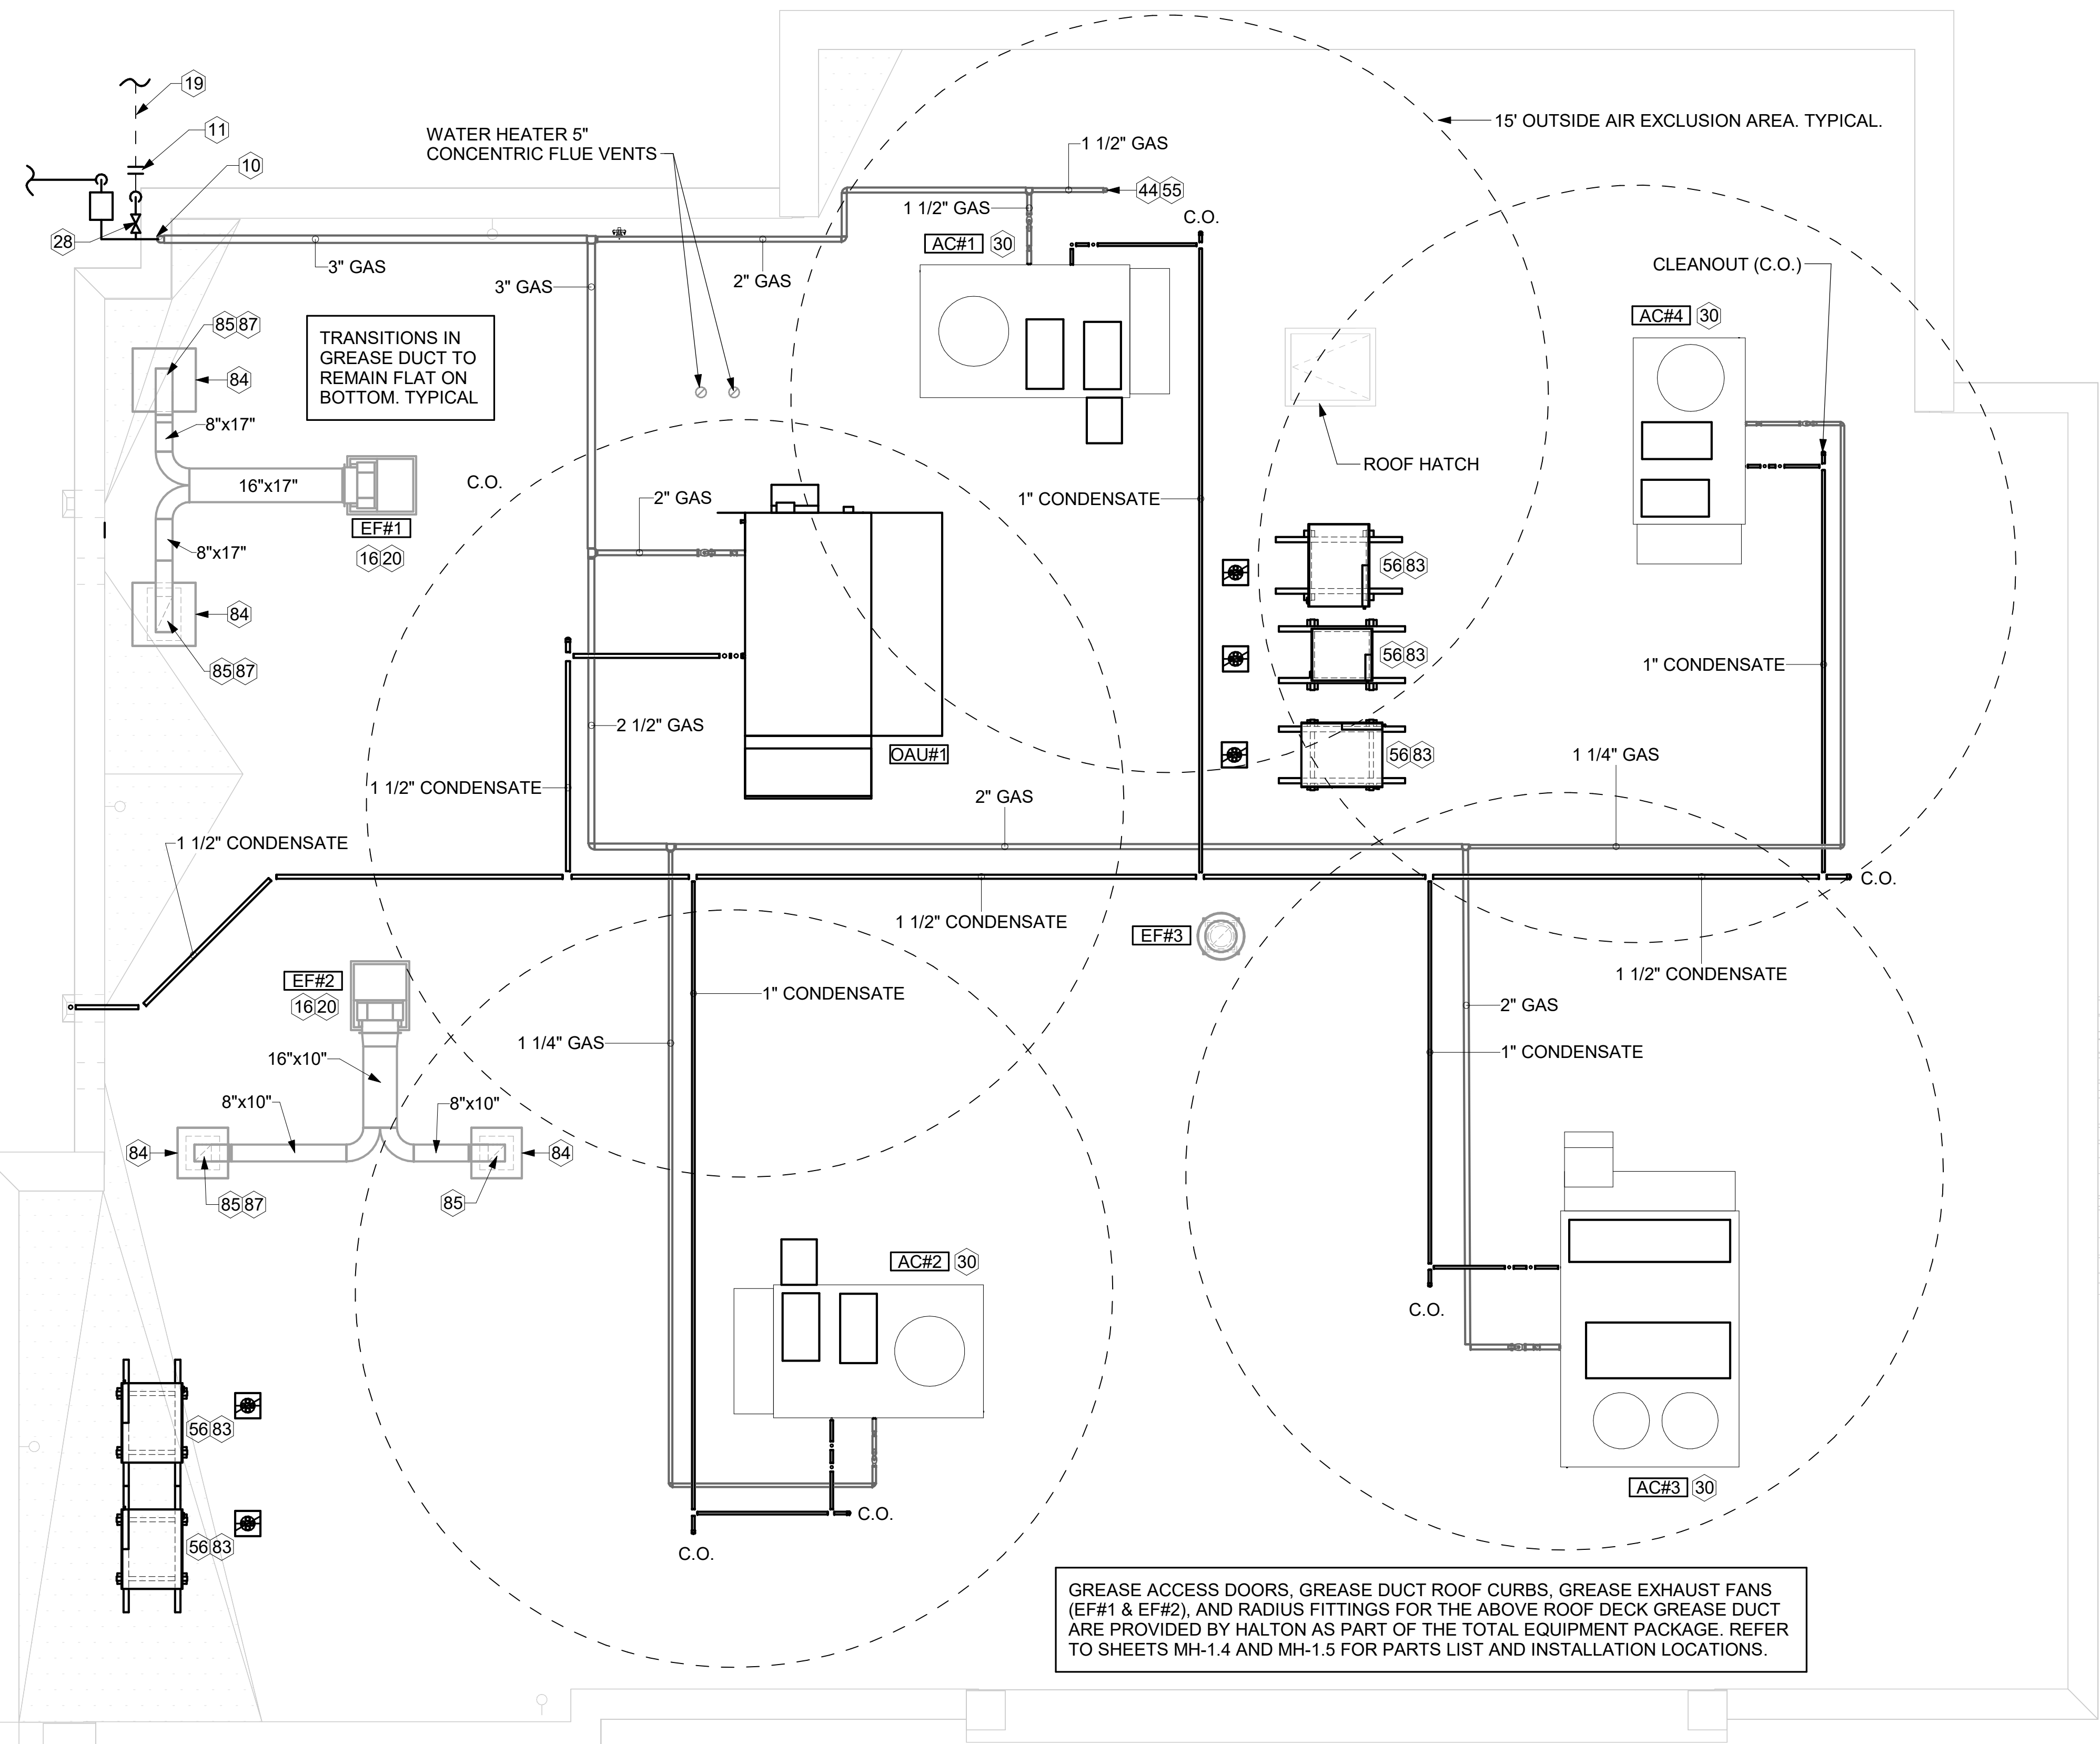 19
11
10
28
WATER HEATER 5"
CONCENTRIC FLUE VENTS
1 1/2" GAS
44 55
15' OUTSIDE AIR EXCLUSION AREA. TYPICAL.
1 1/2" GAS
C.O.
AC#1 30
3" GAS
3" GAS
2" GAS
CLEANOUT (C.O.)
AC#4 30
85 87
84
TRANSITIONS IN
GREASE DUCT TO
REMAIN FLAT ON
BOTTOM. TYPICAL
8"x17"
16"x17"
C.O.
EF#1
16 20
8"x17"
84
85 87
2" GAS
1" CONDENSATE
ROOF HATCH
56 83
56 83
56 83
1" CONDENSATE
2 1/2" GAS
OAU#1
1 1/2" CONDENSATE
2" GAS
1 1/4" GAS
1 1/2" CONDENSATE
C.O.
1 1/2" CONDENSATE
EF#3
1 1/2" CONDENSATE
EF#2
16 20
1" CONDENSATE
2" GAS
1 1/4" GAS
1" CONDENSATE
16"x10"
8"x10"
8"x10"
84
84
85 87
85
AC#2 30
C.O.
56 83
56 83
AC#3 30
C.O.
C.O.
GREASE ACCESS DOORS, GREASE DUCT ROOF CURBS, GREASE EXHAUST FANS
(EF#1 & EF#2), AND RADIUS FITTINGS FOR THE ABOVE ROOF DECK GREASE DUCT
ARE PROVIDED BY HALTON AS PART OF THE TOTAL EQUIPMENT PACKAGE. REFER
TO SHEETS MH-1.4 AND MH-1.5 FOR PARTS LIST AND INSTALLATION LOCATIONS.